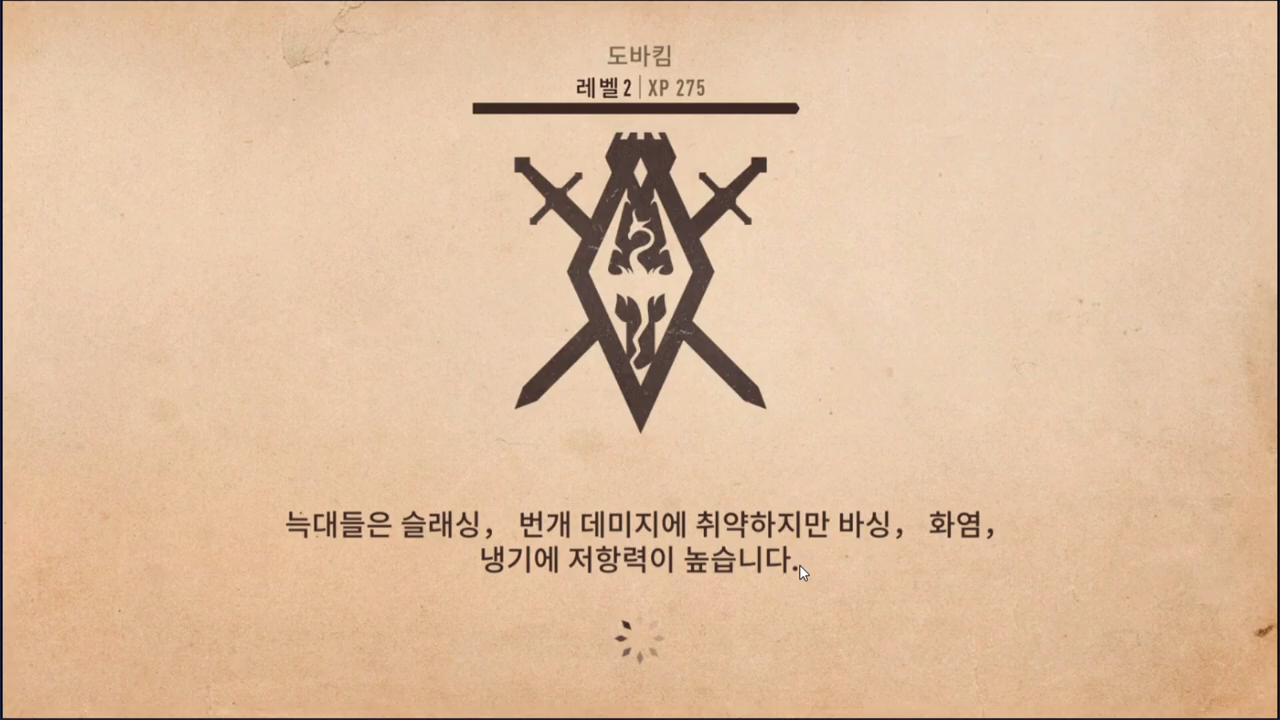 도바킴
레벨 2 | XP 275
늑대들은 슬래싱, 번개 데미지에 취약하지만 바싱, 화염,
냉기에 저항력이 높습니다.